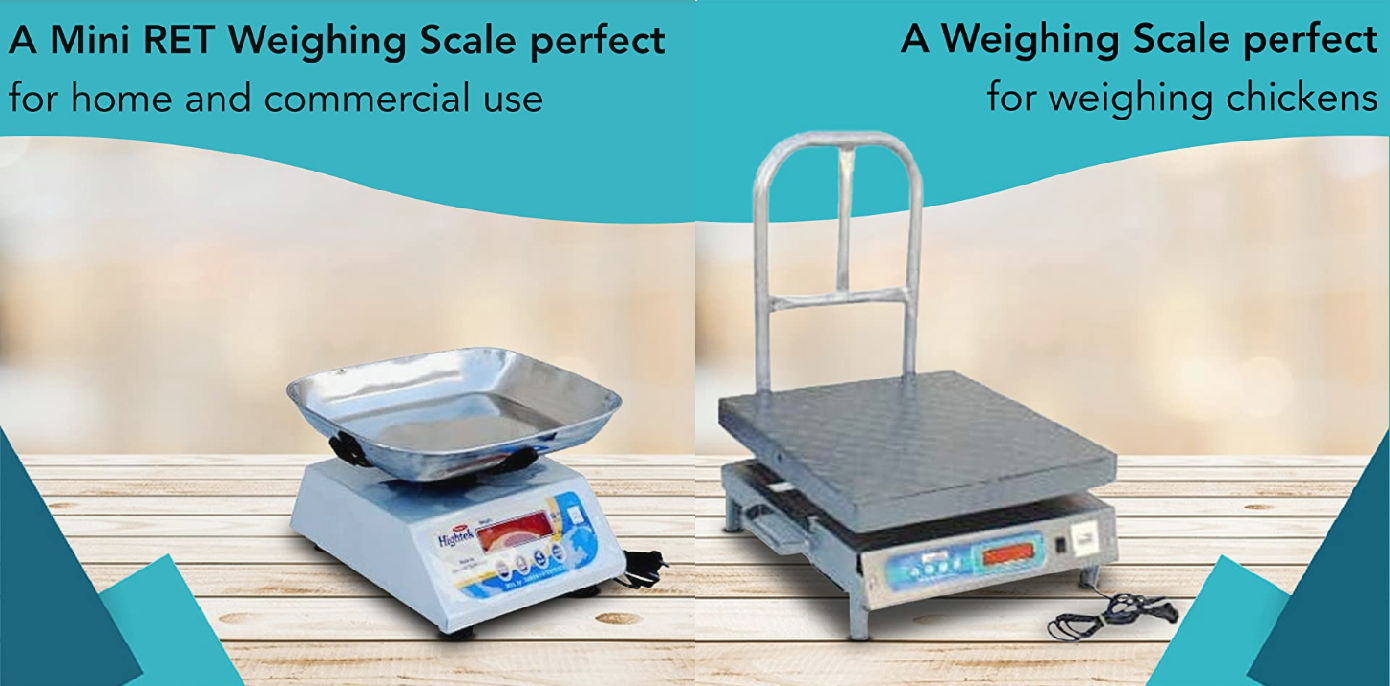 A Mini RET Weighing Scale perfect
for home and commercial use
A Weighing Scale perfect
for weighing chickens
Hightek